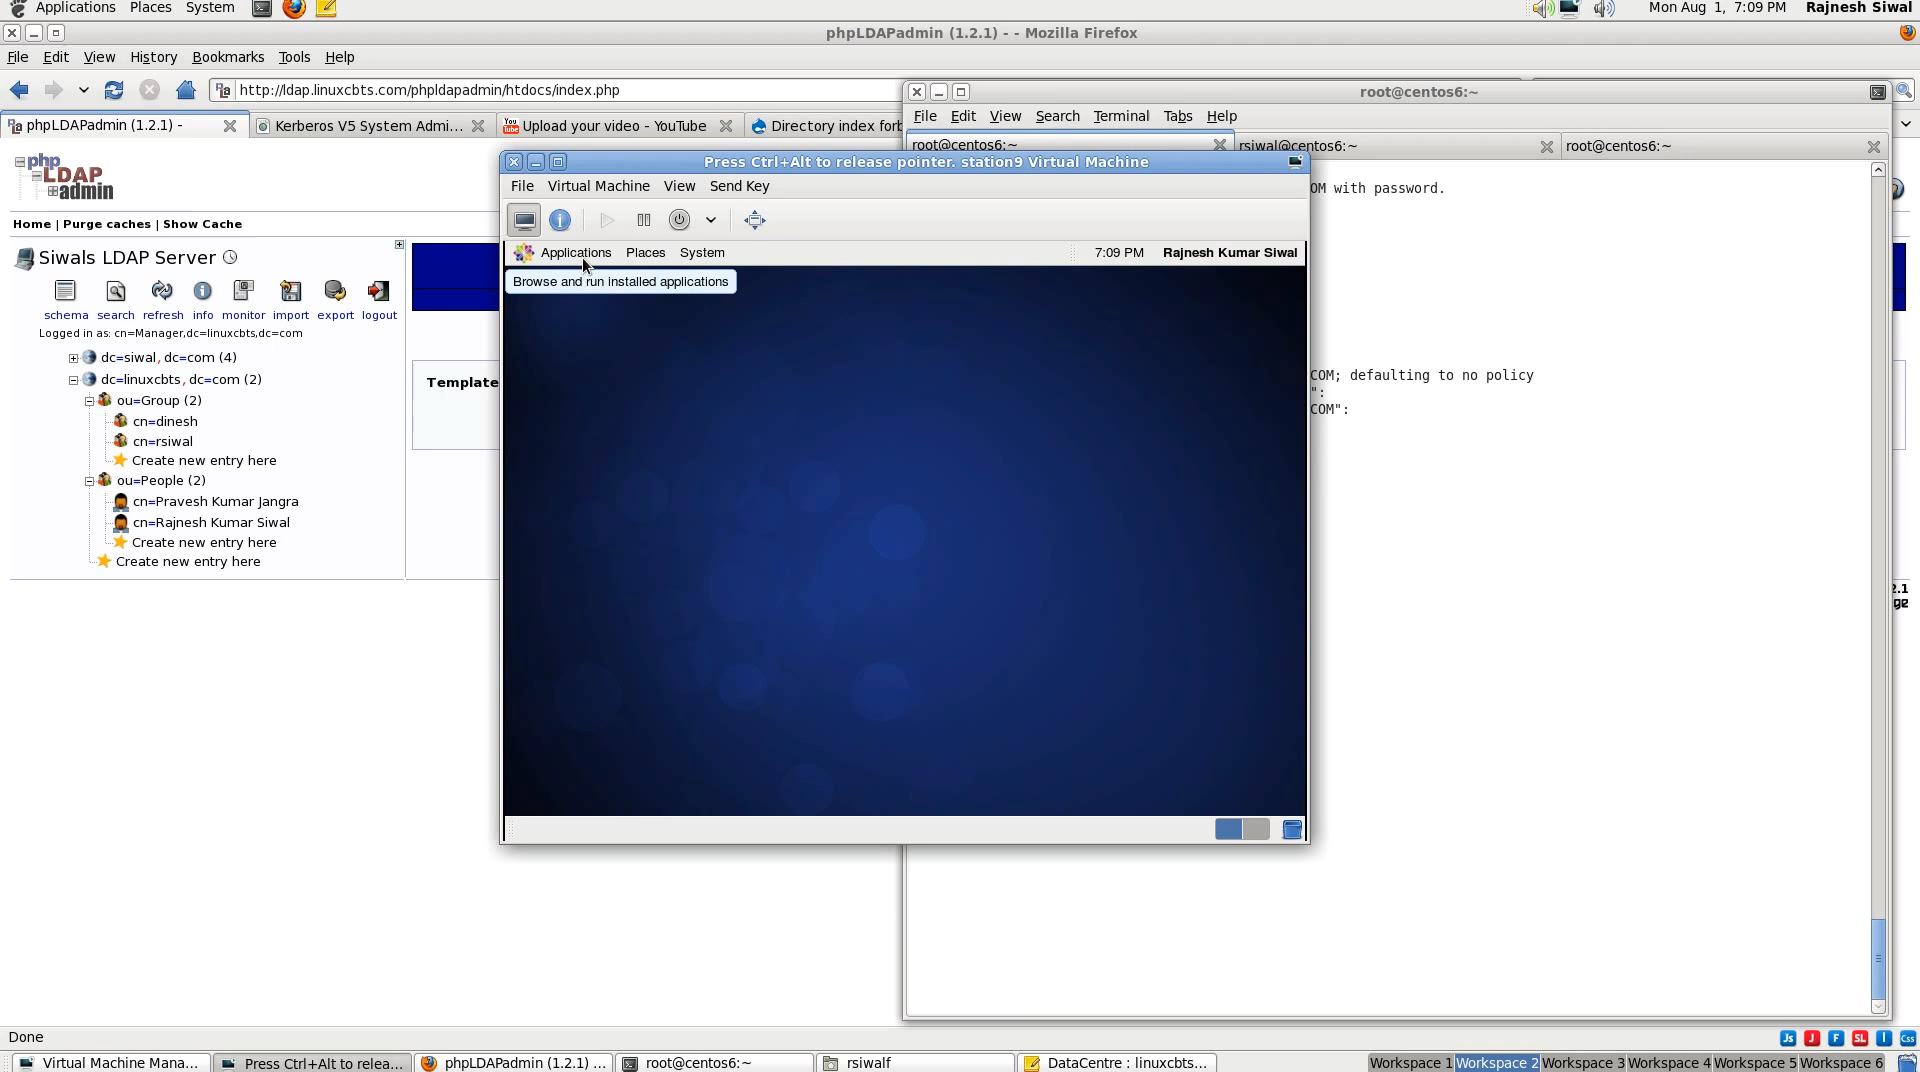 Applications Places System
Mon Aug 1, 7:09 PM Rajnesh Siwal
phpLDAPadmin (1.2.1) - - Mozilla Firefox
File Edit View History Bookmarks Tools Help
http://ldap.linuxcbts.com/phpldapadmin/htdocs/index.php
phpLDAPadmin (1.2.1) -
Kerberos V5 System Admi...
Upload your video - YouTube
Directory index forb
php
LDAP
admin
Home | Purge caches | Show Cache
Siwals LDAP Server
schema search refresh info monitor import export logout
Logged in as: cn=Manager,dc=linuxcbts,dc=com
dc=siwal, dc=com (4)
dc=linuxcbts, dc=com (2)
ou=Group (2)
cn=dinesh
cn=rsiwal
Create new entry here
ou=People (2)
cn=Pravesh Kumar Jangra
cn=Rajnesh Kumar Siwal
Create new entry here
Create new entry here
Template
root@centos6:~
File Edit View Search Terminal Tabs Help
root@centos6:~
rsiwal@centos6:~
root@centos6:~
OM with password.
COM; defaulting to no policy
":
COM":
2.1
ge
Press Ctrl+Alt to release pointer. station9 Virtual Machine
File Virtual Machine View Send Key
Applications Places System
7:09 PM Rajnesh Kumar Siwal
Browse and run installed applications
Done
Js J F SL I Css
Virtual Machine Mana...
Press Ctrl+Alt to relea...
phpLDAPadmin (1.2.1) ...
root@centos6:~
rsiwalf
DataCentre : linuxcbts...
Workspace 1 Workspace 2 Workspace 3 Workspace 4 Workspace 5 Workspace 6